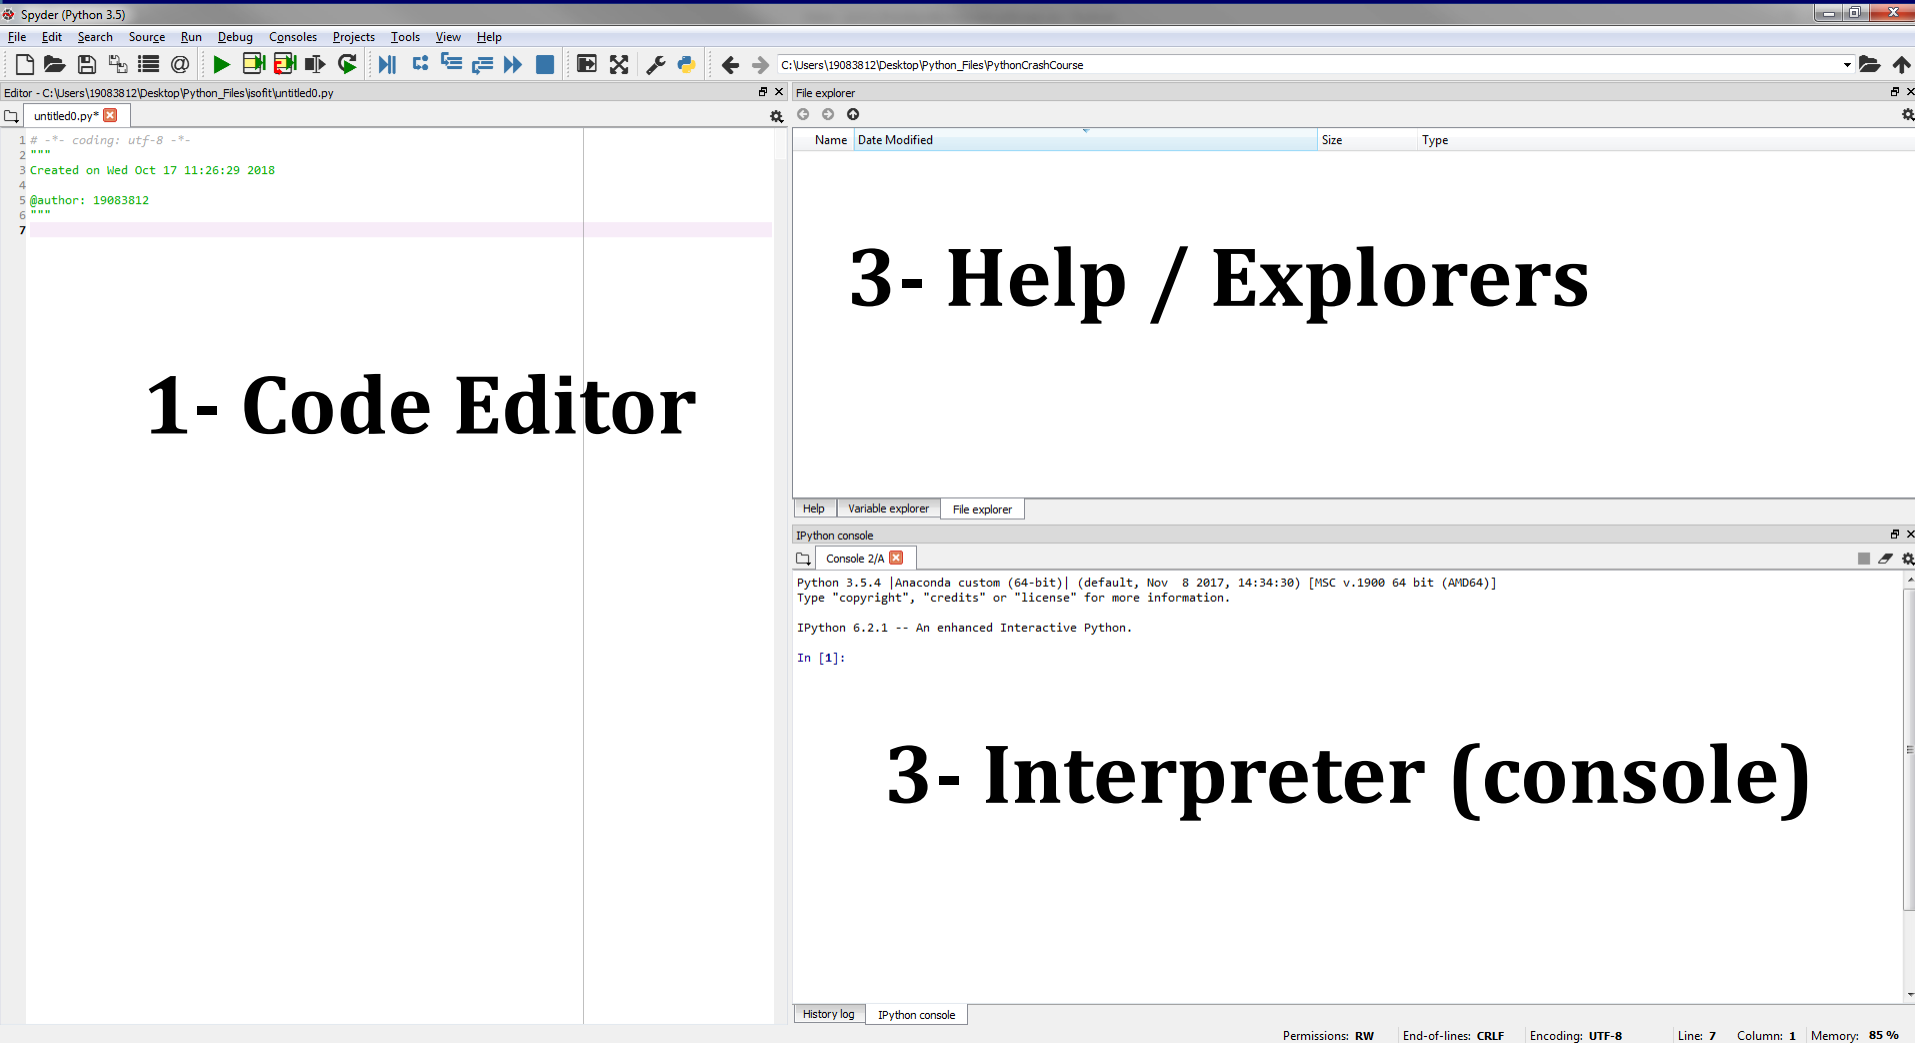 Spyder (Python 3.5)
File Edit Search Source Run Debug Consoles Projects Tools View Help
C:\Users\19083812\Desktop\Python_Files\PythonCrashCourse
Editor - C:\Users\19083812\Desktop\Python_Files\isofit\untitled0.py
untitled0.py*
1 # -*- coding: utf-8 -*-
2 """
3 Created on Wed Oct 17 11:26:29 2018
4
5 @author: 19083812
6 """
7
1- Code Editor
File explorer
Name Date Modified Size Type
3- Help / Explorers
Help Variable explorer File explorer
IPython console
Console 2/A
Python 3.5.4 |Anaconda custom (64-bit)| (default, Nov  8 2017, 14:34:30) [MSC v.1900 64 bit (AMD64)]
Type "copyright", "credits" or "license" for more information.
IPython 6.2.1 -- An enhanced Interactive Python.
In [1]:
3- Interpreter (console)
History log IPython console
Permissions: RW End-of-lines: CRLF Encoding: UTF-8 Line: 7 Column: 1 Memory: 85 %